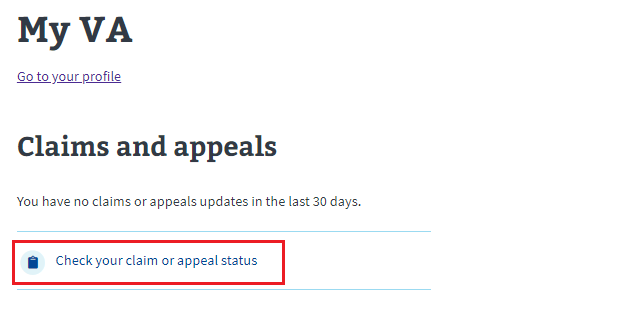 My VA
Go to your profile
Claims and appeals
You have no claims or appeals updates in the last 30 days.
Check your claim or appeal status